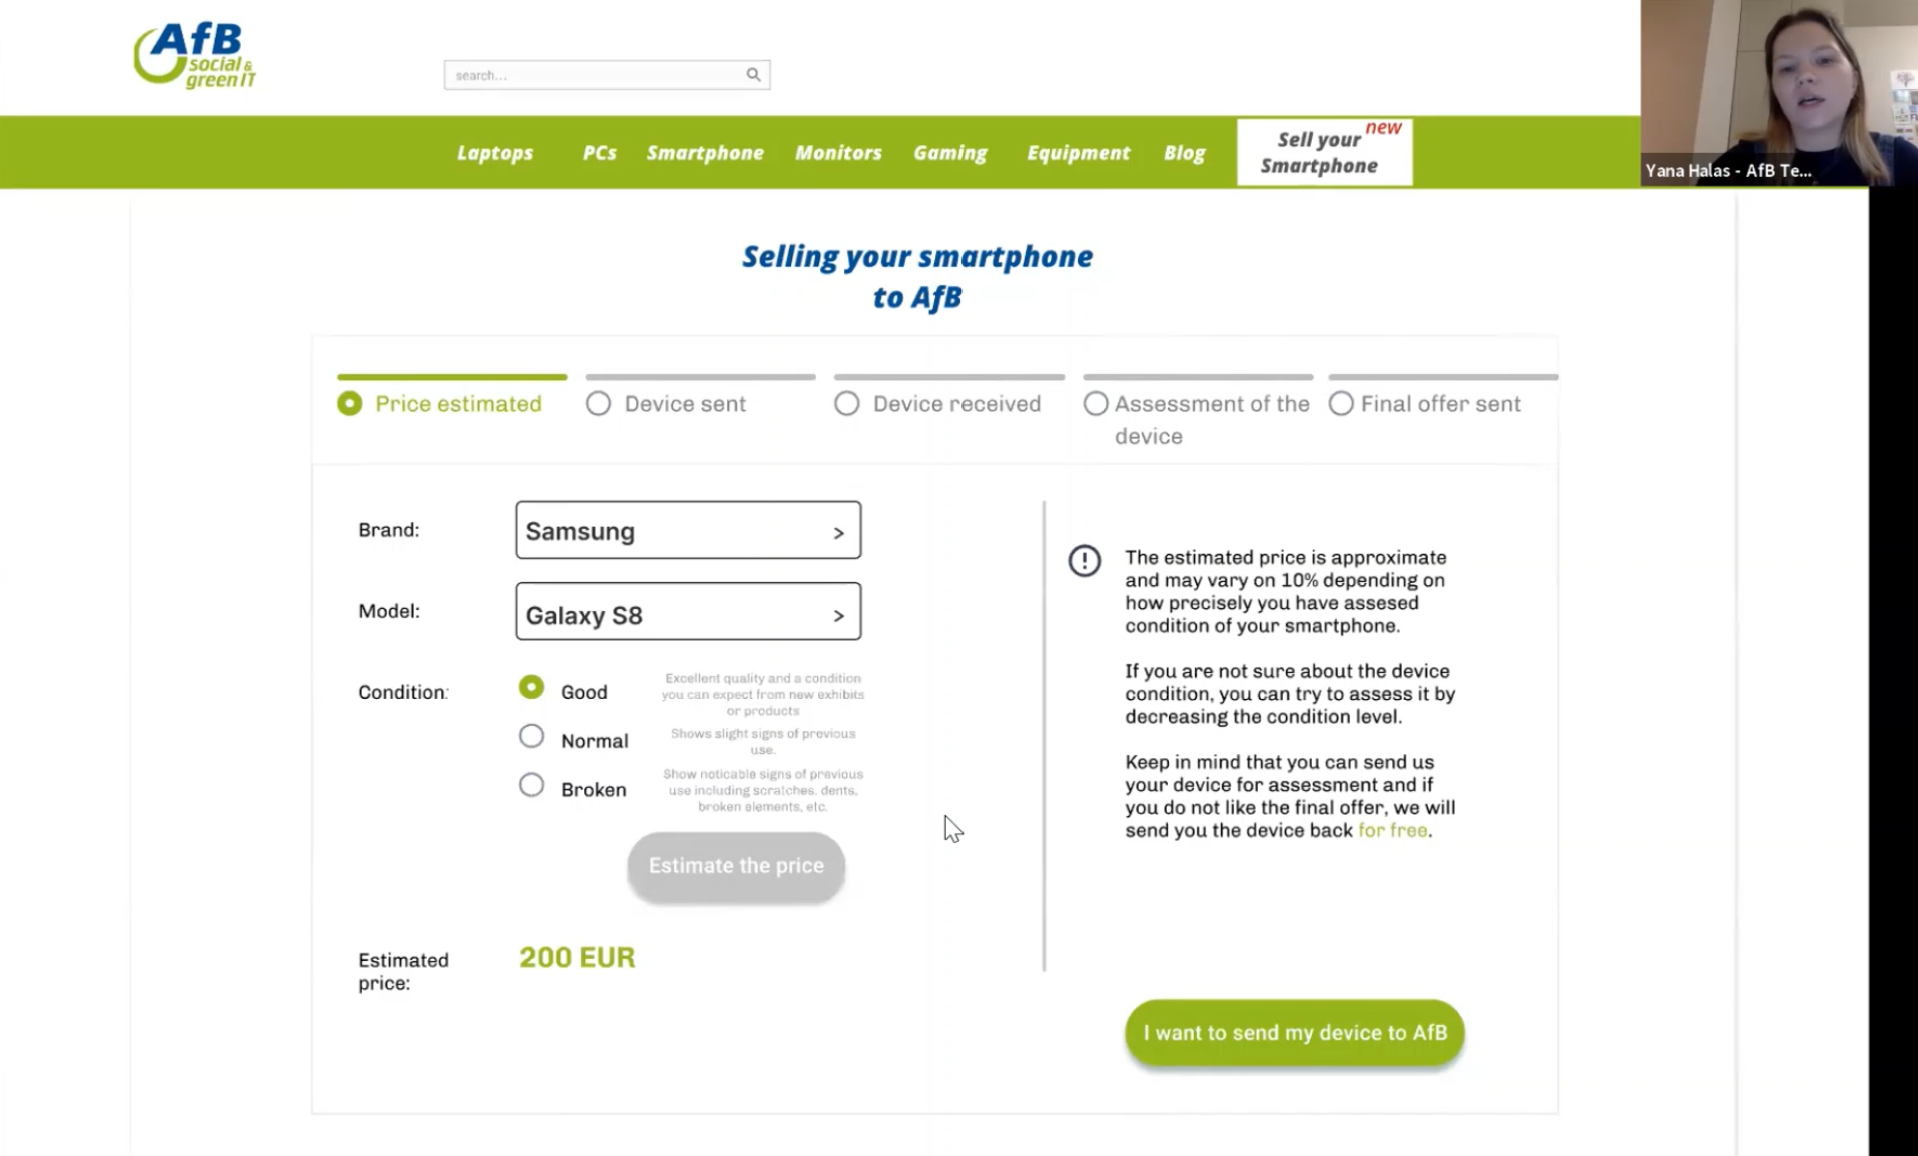 AfB
social &
green IT
search...
Laptops
PCs
Smartphone
Monitors
Gaming
Equipment
Blog
Sell your new
Smartphone
Yana Halas - AfB Te...
Selling your smartphone
to AfB
Price estimated
Device sent
Device received
Assessment of the
device
Final offer sent
Brand:
Samsung >
Model:
Galaxy S8 >
Condition:
Good
Excellent quality and a condition
you can expect from new exhibits
or products
Normal
Shows slight signs of previous
use.
Broken
Show noticable signs of previous
use including scratches, dents,
broken elements, etc.
Estimate the price
Estimated
price:
200 EUR
The estimated price is approximate
and may vary on 10% depending on
how precisely you have assesed
condition of your smartphone.
If you are not sure about the device
condition, you can try to assess it by
decreasing the condition level.
Keep in mind that you can send us
your device for assessment and if
you do not like the final offer, we will
send you the device back for free.
I want to send my device to AfB